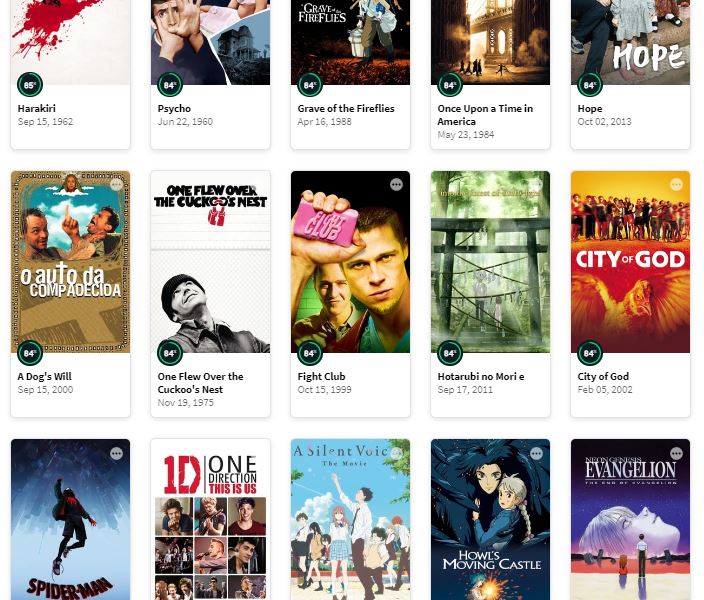 Grave of the
FIREFLIES
HOPE
85%
84%
84%
84%
84%
Harakiri
Sep 15, 1962
Psycho
Jun 22, 1960
Grave of the Fireflies
Apr 16, 1988
Once Upon a Time in
America
May 23, 1984
Hope
Oct 02, 2013
o auto da
COMPADECIDA
ONE FLEW OVER
THE CUCKOO'S NEST
FIGHT
CLUB
into the forest of
CITY OF GOD
84%
84%
84%
84%
84%
A Dog's Will
Sep 15, 2000
One Flew Over the
Cuckoo's Nest
Nov 19, 1975
Fight Club
Oct 15, 1999
Hotarubi no Mori e
Sep 17, 2011
City of God
Feb 05, 2002
SPIDER-MAN
1D
ONE
DIRECTION
THIS IS US
A Silent Voic
The Movie
HOWL'S
MOVING CASTLE
NEON GENESIS
EVANGELION
THE END OF EVANGELION